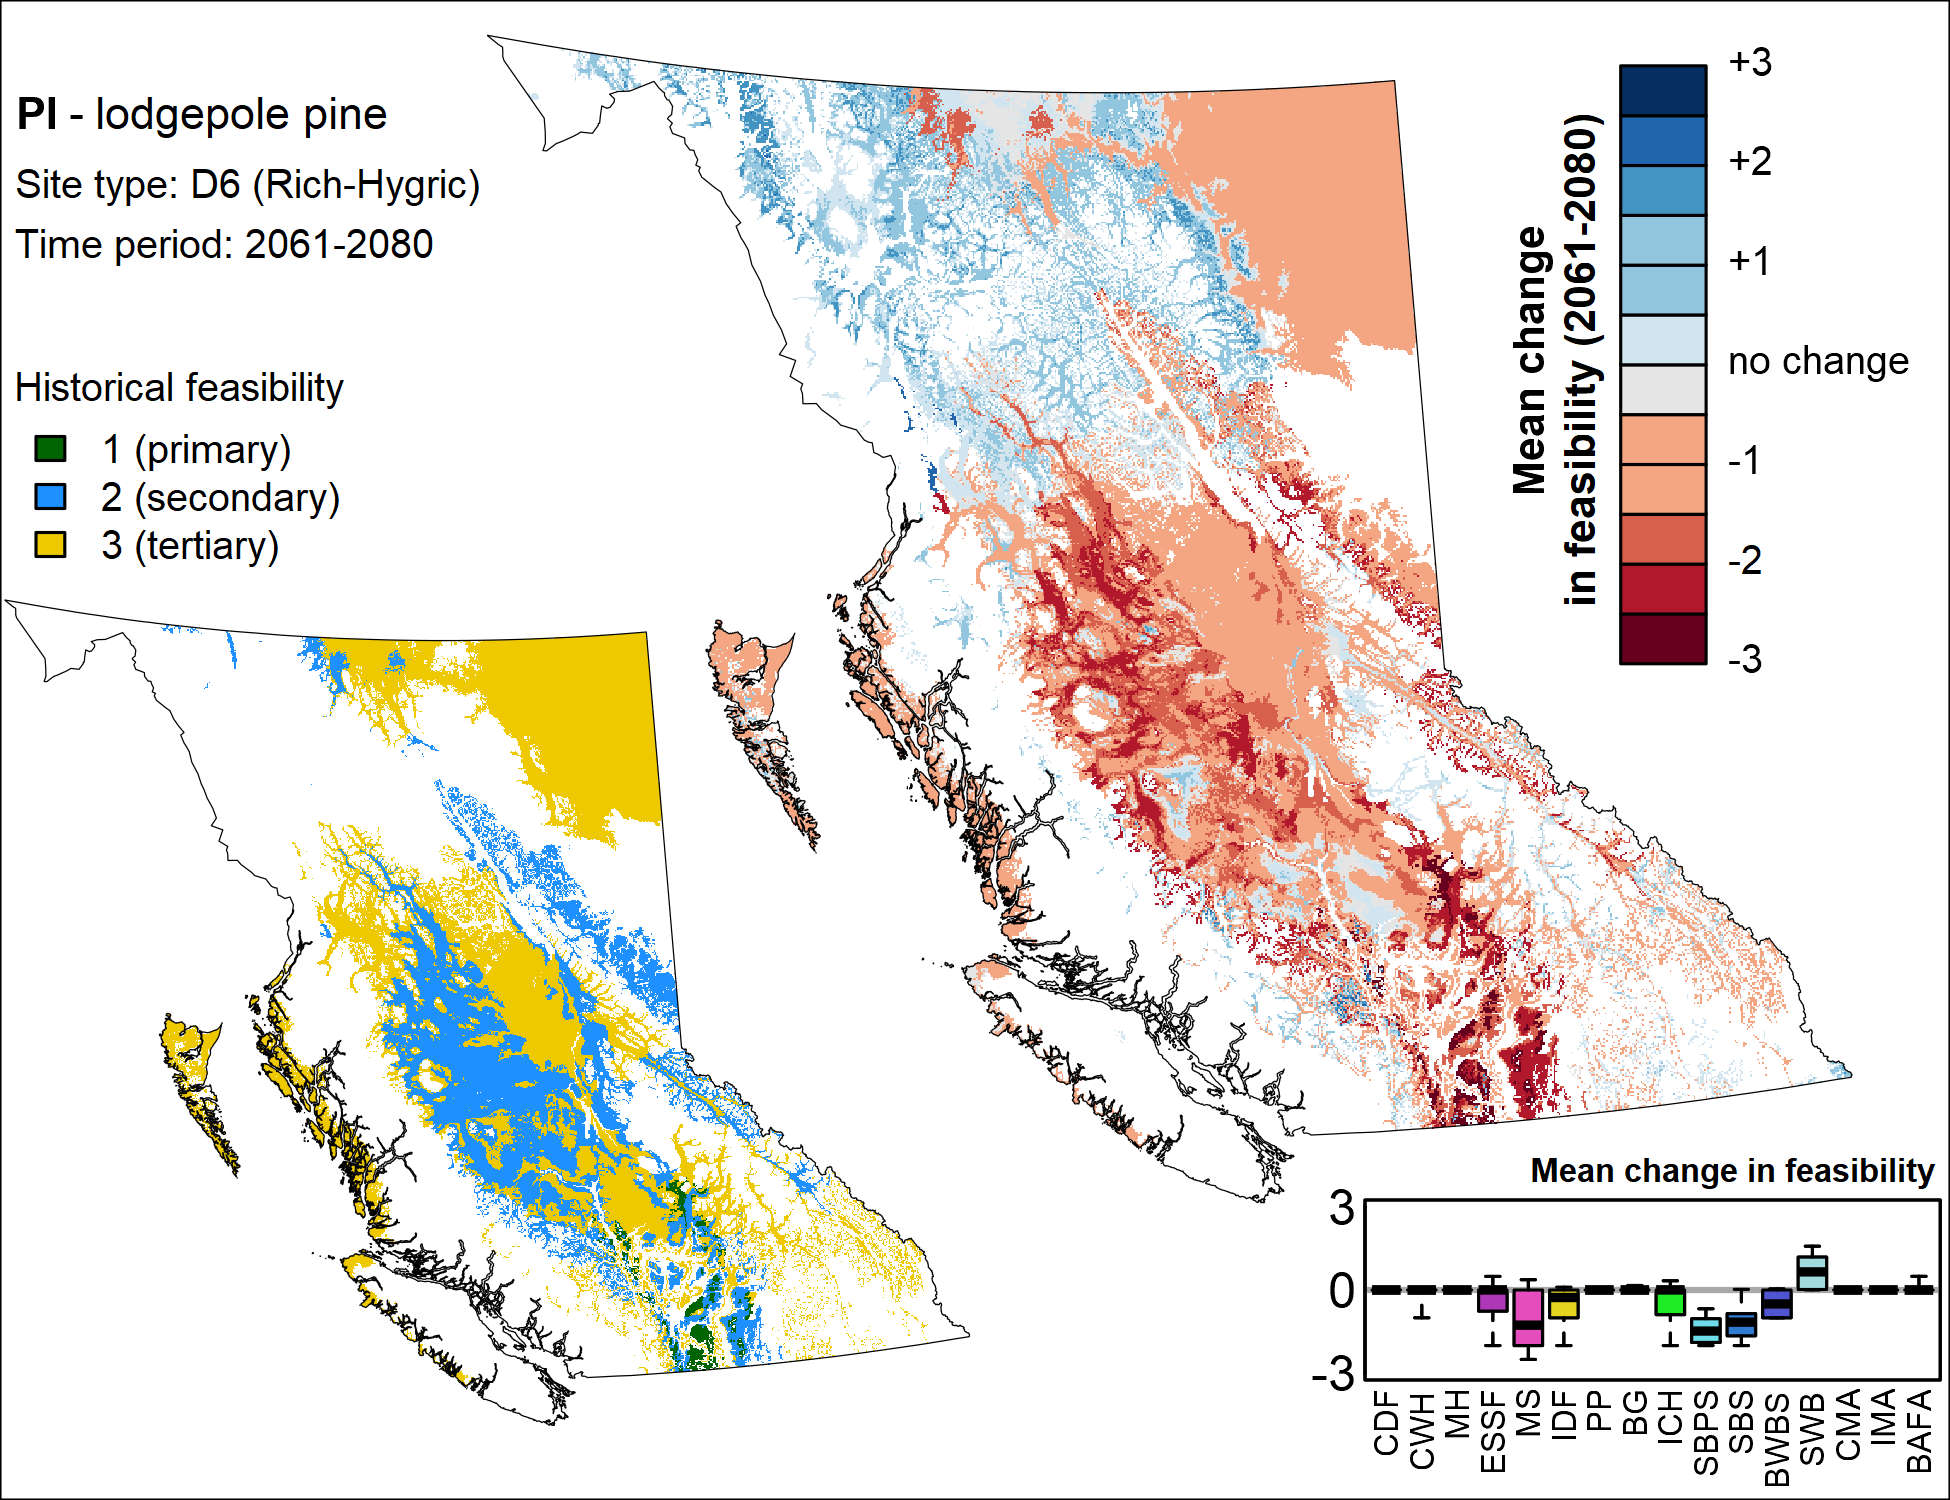 Pl - lodgepole pine
Site type: D6 (Rich-Hygric)
Time period: 2061-2080
Historical feasibility
1 (primary)
2 (secondary)
3 (tertiary)
Mean change
in feasibility (2061-2080)
+3
+2
+1
no change
-1
-2
-3
Mean change in feasibility
3
0
-3
CDF
CWH
MH
ESSF
MS
IDF
PP
BG
ICH
SBPS
SBS
BWBS
SWB
CMA
IMA
BAFA